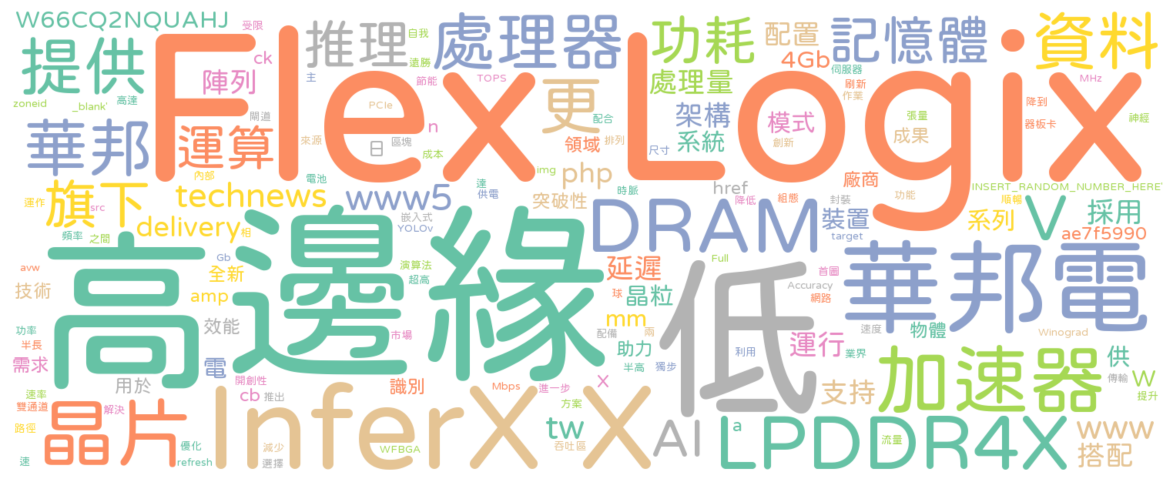 W66CQ2NQUAHJ
受限
提供
Flex Logix
推理
自我
遠勝
處理器
功耗
配置
記憶體
資料
zoneid
_blank`
高達
陣列
ck
閘道
節能
TOPS
PCIe
處理量
4Gb
伺服器
刷新
作業
MHz
降到
器板卡
神經
華邦
運算
來源
區塊
主
日
n
更
配合
領域
排列
架構
系統
模式
創新
張量
成果
尺寸
內部
電池
成本
img
php
廠商
INSERT_RANDOM_NUMBER_HERE
旗下
運作
src
technews
www5
達
供電
突破性
時脈
href
降低
組態
封裝
功能
簡報
頻率
之間
delivery
相
嵌入式
YOLOv
DRAM
裝置
target
系列
V
採用
ae7f5990
高邊緣
低
華邦電
avw
技術
全新
Gb
amp
演算法
超高
延遲
球
晶粒
Full
首圖
Accuracy
網路
功率
半長
需求
效能
電
市場
mm
兩
配備
助力
半高
獨步
利用
運行
業界
速度
物體
Winograd
用於
開創性
cb
推出
識別
Mbps
進一步
X
方案
支持
加速器
供
傳輸
W
提升
速率
雙通道
路徑
速
解決
晶片
優化
refresh
InferX X
減少
選擇
WFBGA
tw
吞吐區
AI
a
LPDDR4X
流量
www
搭配